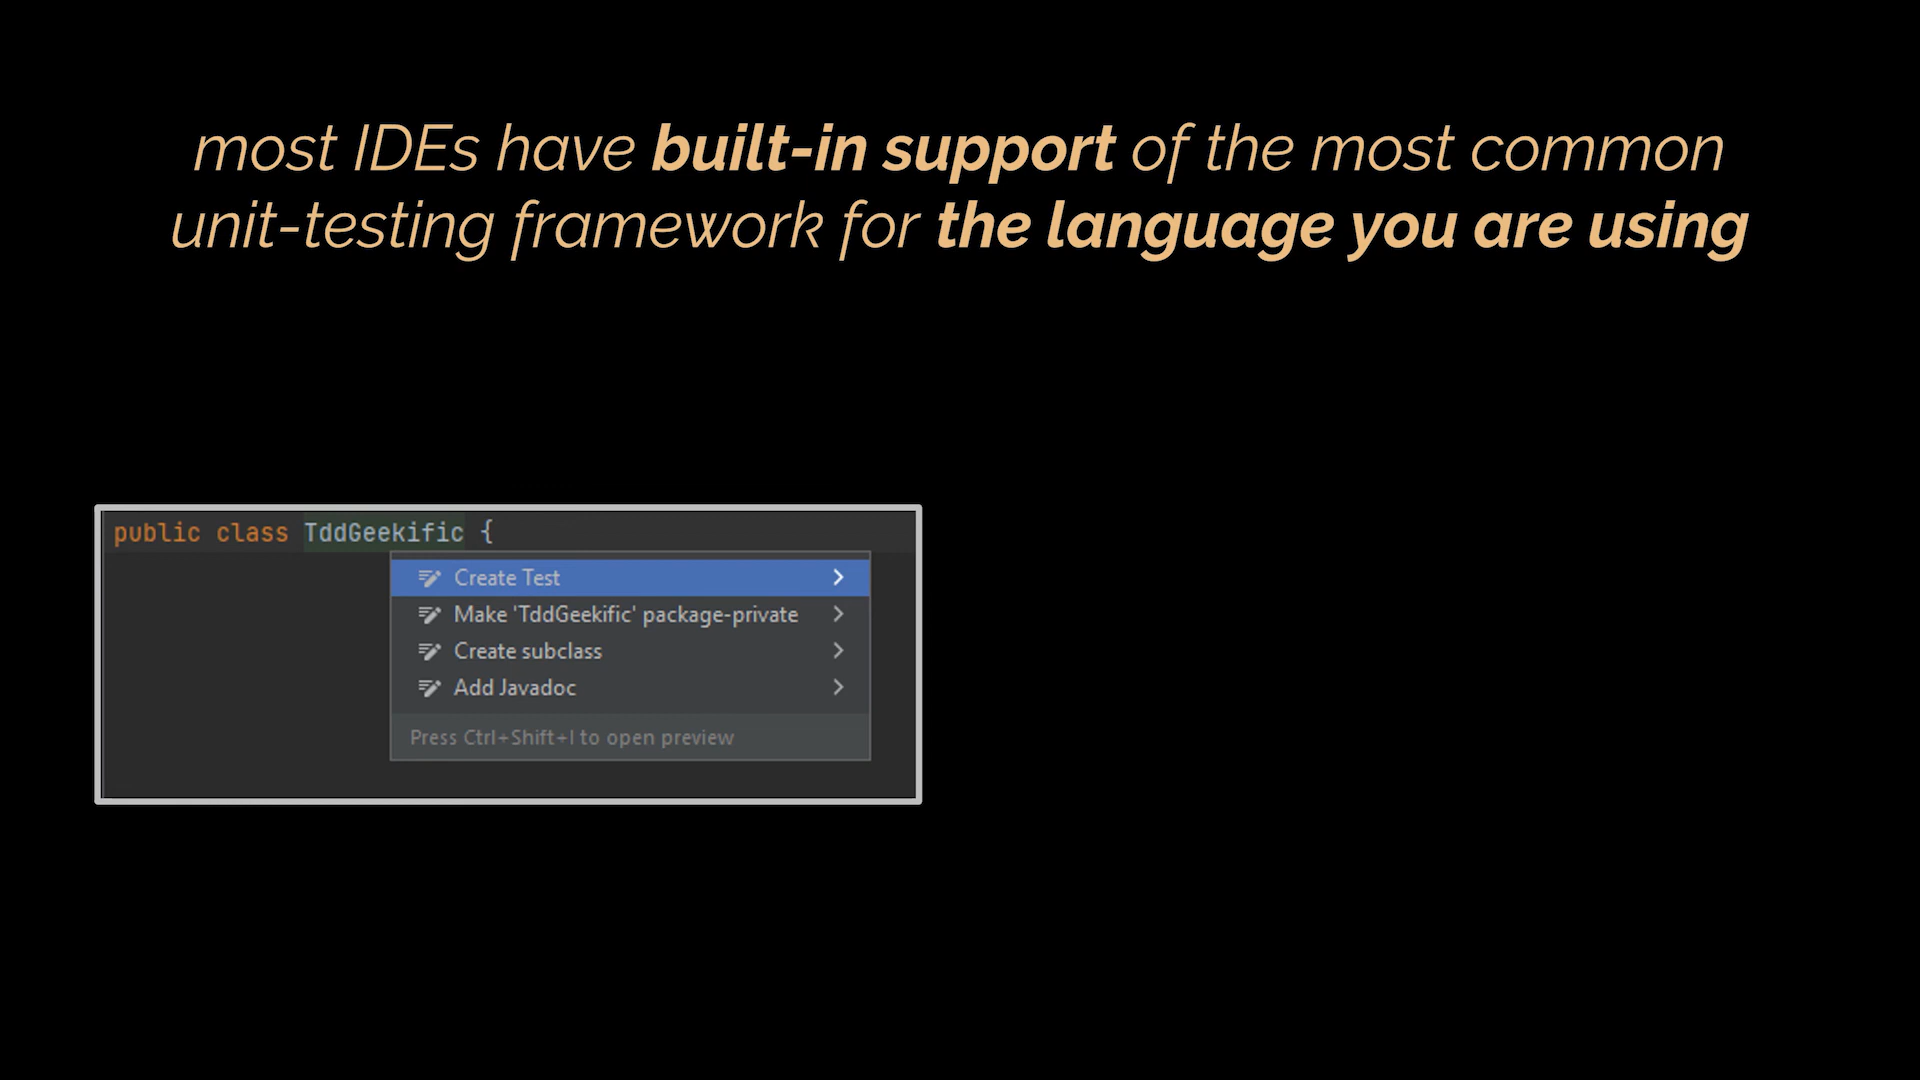 most IDEs have built-in support of the most common
unit-testing framework for the language you are using
public class TddGeekific {
Create Test
Make 'TddGeekific' package-private
Create subclass
Add Javadoc
Press Ctrl+Shift+I to open preview